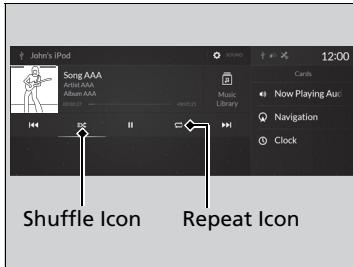 John's iPod
SOUND
12:00
Song AAA
Artist AAA
Album AAA
Music
Library
Cards
Now Playing Aud
Navigation
Clock
Shuffle Icon
Repeat Icon